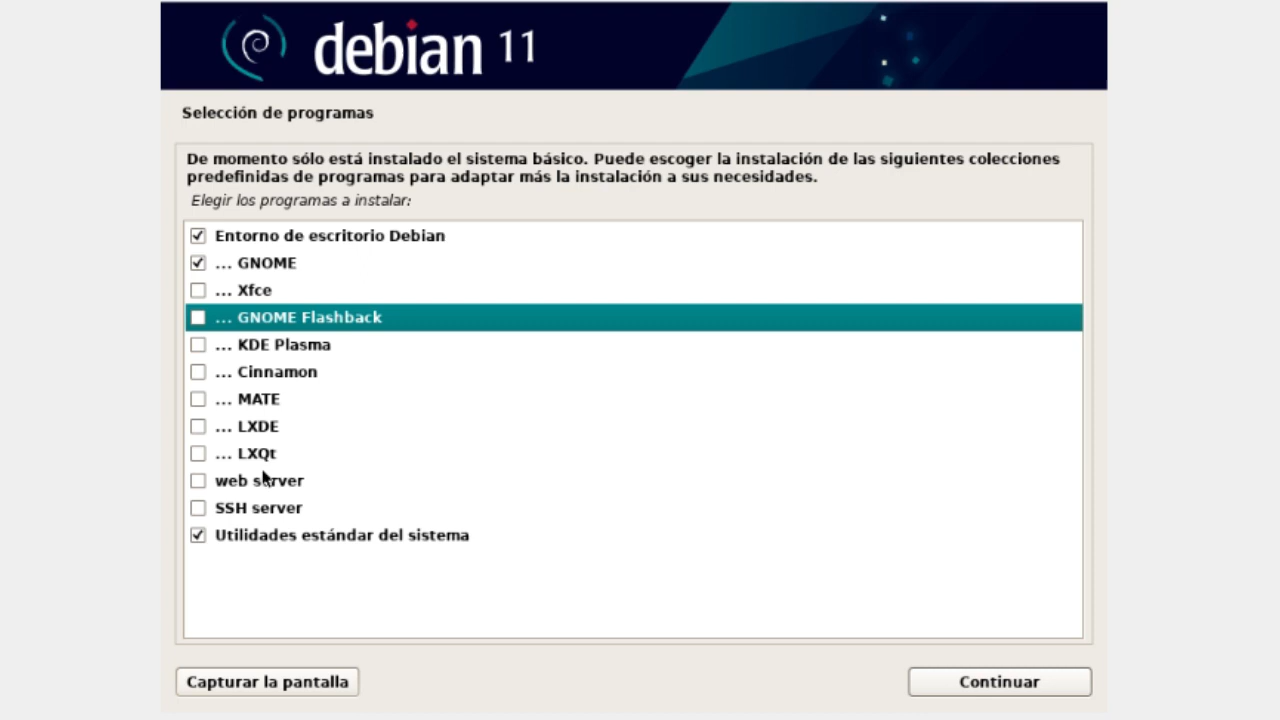 debian 11
Selección de programas
De momento sólo está instalado el sistema básico. Puede escoger la instalación de las siguientes colecciones
predefinidas de programas para adaptar más la instalación a sus necesidades.
Elegir los programas a instalar:
Entorno de escritorio Debian
... GNOME
... Xfce
... GNOME Flashback
... KDE Plasma
... Cinnamon
... MATE
... LXDE
... LXQt
web server
SSH server
Utilidades estándar del sistema
Capturar la pantalla
Continuar